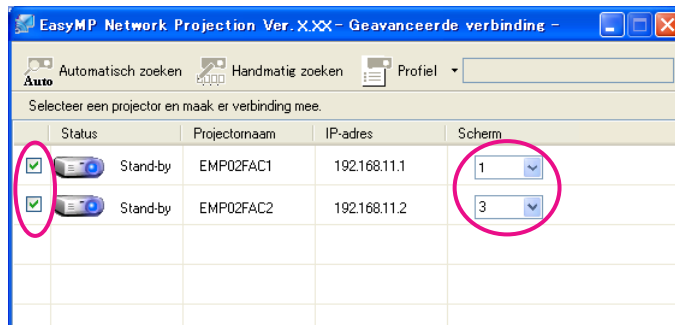 EasyMP Network Projection Ver.X.XX- Geavanceerde verbinding -
Auto Automatisch zoeken Handmatig zoeken Profiel
Selecteer een projector en maak er verbinding mee.
Status Projectornaam IP-adres Scherm
Stand-by EMP02FAC1 192.168.11.1 1
Stand-by EMP02FAC2 192.168.11.2 3